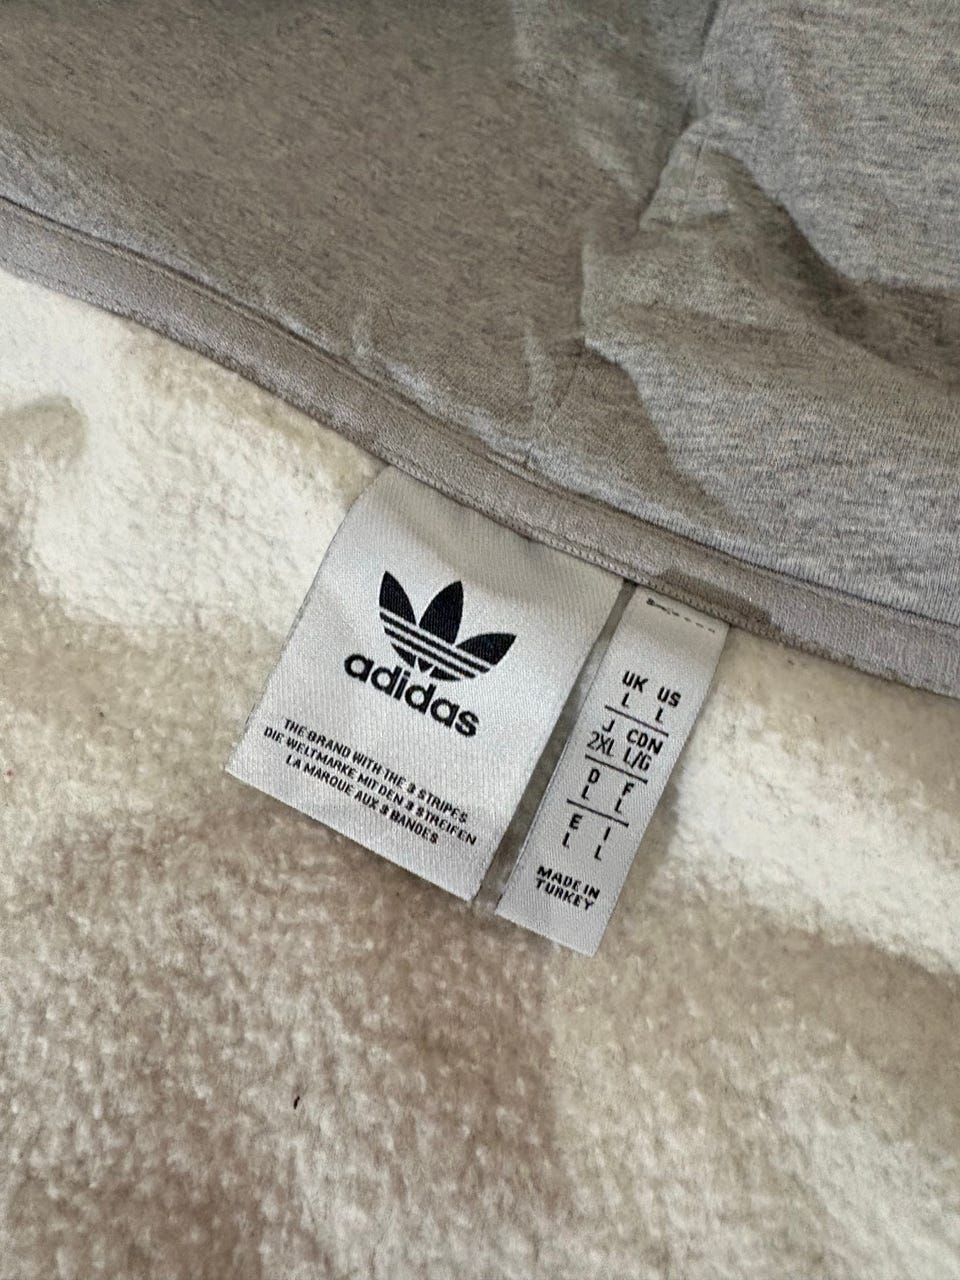 adidas
THE BRAND WITH THE 3 STRIPES
DIE WELTMARKE MIT DEN 3 STREIFEN
LA MARQUE AUX 3 BANDES
UK US
L L
J CDN
2XL L/G
D F
L L
E I
L L
MADE IN
TURKEY